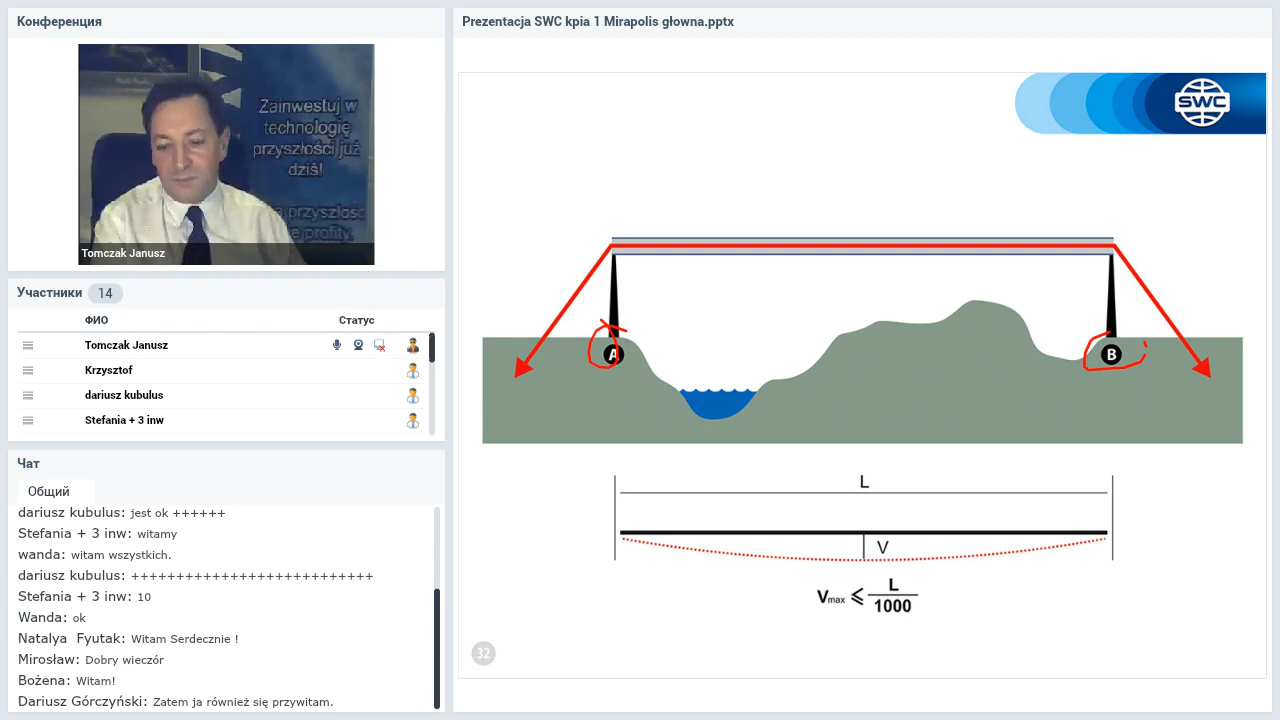 Конференция
Zainwestuj w
technologię
przyszłości już
dziś!
Tomczak Janusz
Участники 14
ФИО Статус
Tomczak Janusz
Krzysztof
dariusz kubulus
Stefania + 3 inw
Чат
Общий
dariusz kubulus: jest ok ++++++
Stefania + 3 inw: witamy
wanda: witam wszystkich.
dariusz kubulus: +++++++++++++++++++++++++++
Stefania + 3 inw: 10
Wanda: ok
Natalya Fyutak: Witam Serdecznie !
Mirosław: Dobry wieczór
Bożena: Witam!
Dariusz Górczyński: Zatem ja również się przywitam.
Prezentacja SWC kpia 1 Mirapolis głowna.pptx
SWC
A
B
L
V
Vmax ⩽ L
1000
32